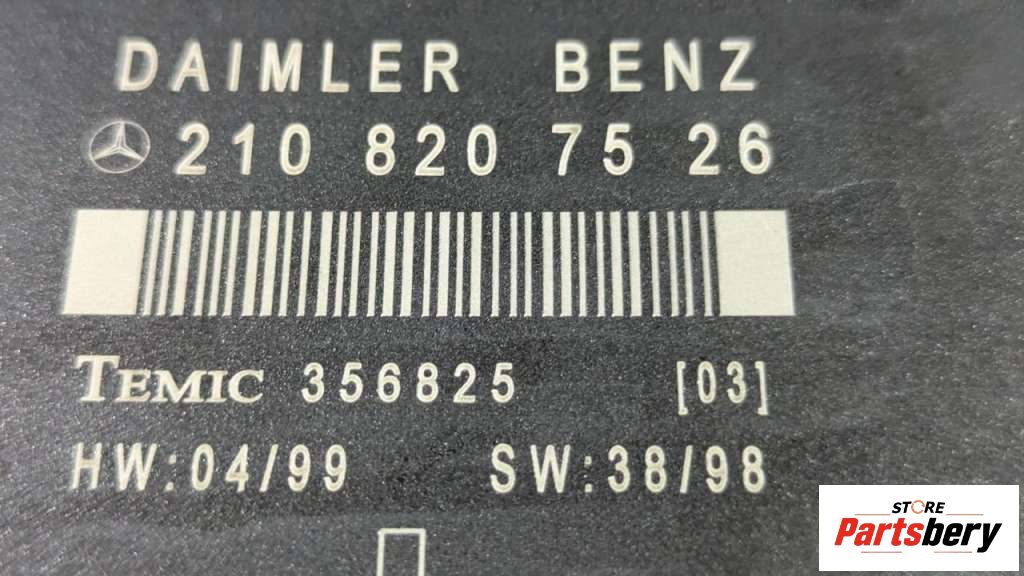 DAIMLER BENZ
210 820 75 26
TEMIC 356825 [03]
HW:04/99 SW:38/98
STORE
Partsbery